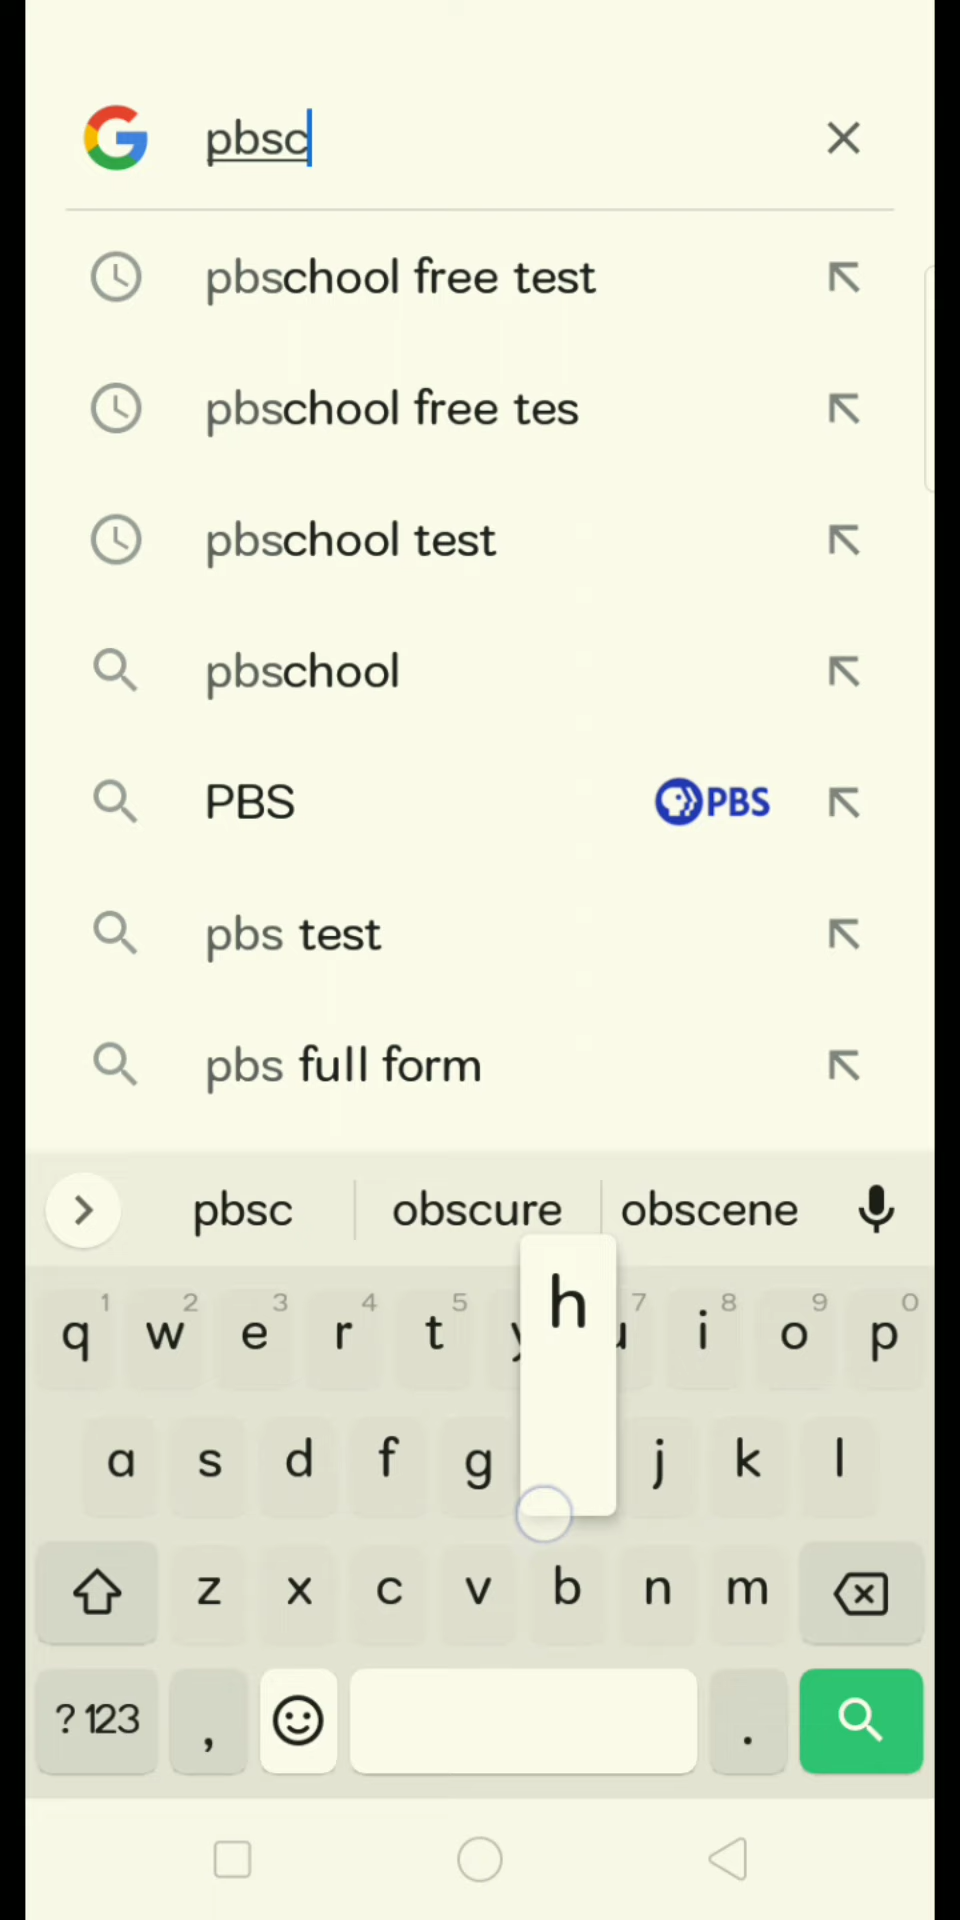 pbsc
pbschool free test
pbschool free tes
pbschool test
pbschool
PBS PBS
pbs test
pbs full form
pbsc obscure obscene
h
1 2 3 4 5 7 8 9 0
q w e r t y u i o p
a s d f g j k l
z x c v b n m
?123 , .